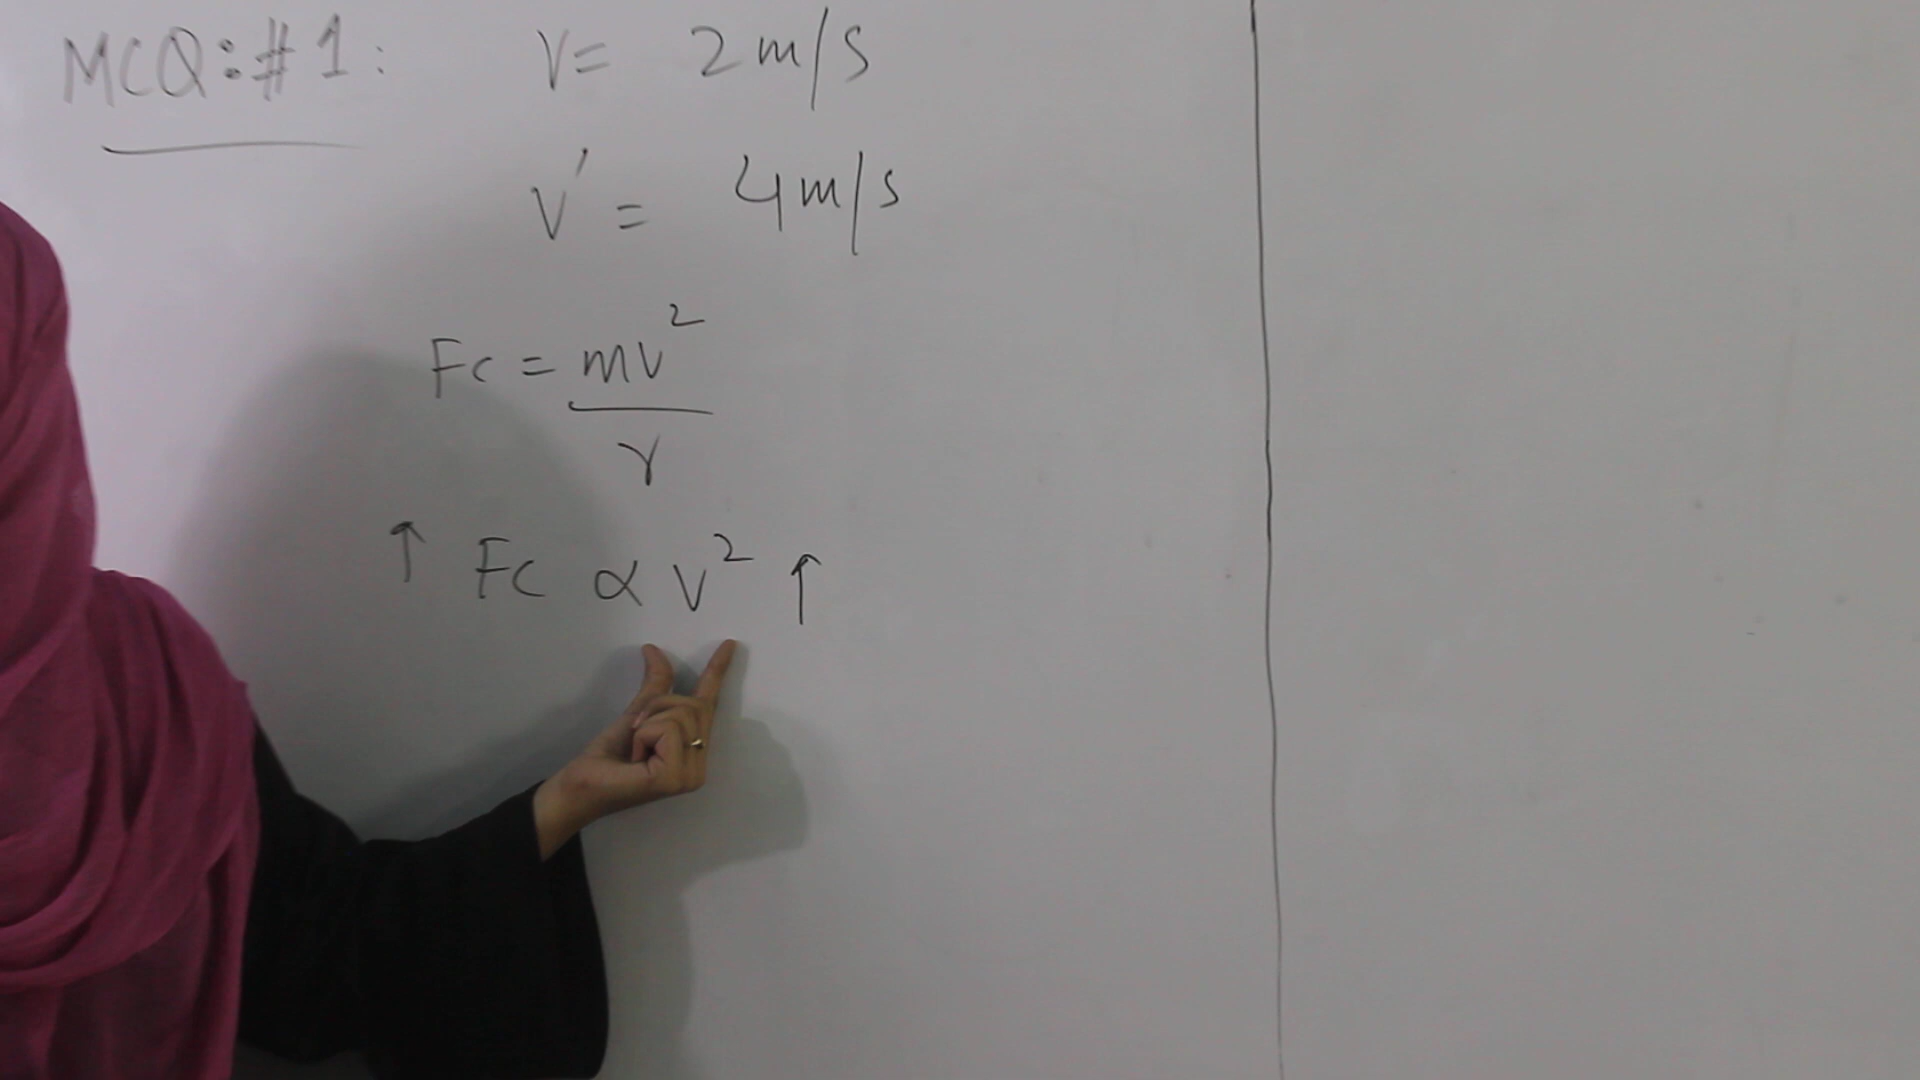 MCQ:#1:
V= 2m/s
V' = 4m/s
Fc = mv²
r
↑ Fc ∝ v² ↑